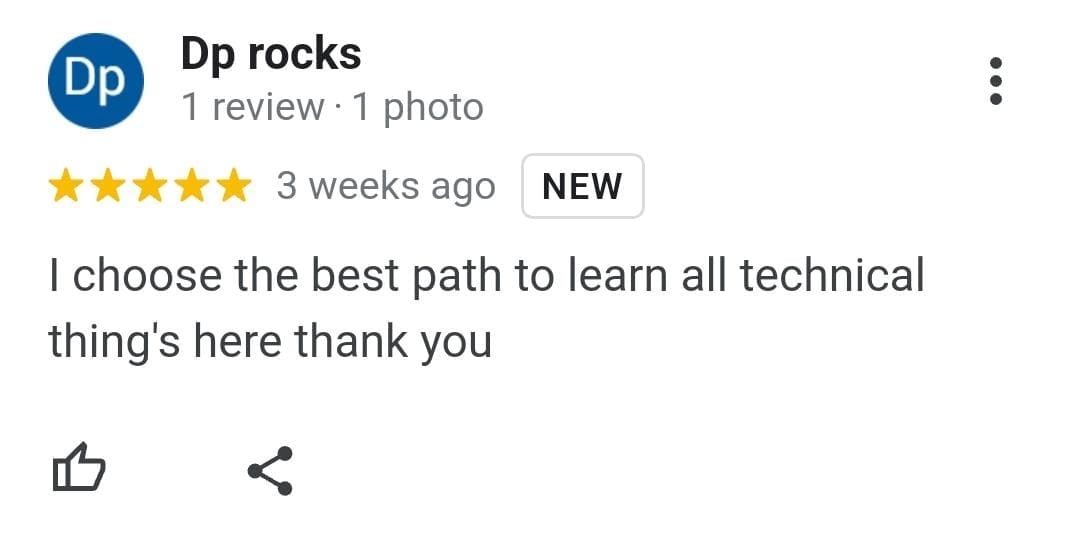 Dp
Dp rocks
1 review · 1 photo
3 weeks ago NEW
I choose the best path to learn all technical
thing's here thank you